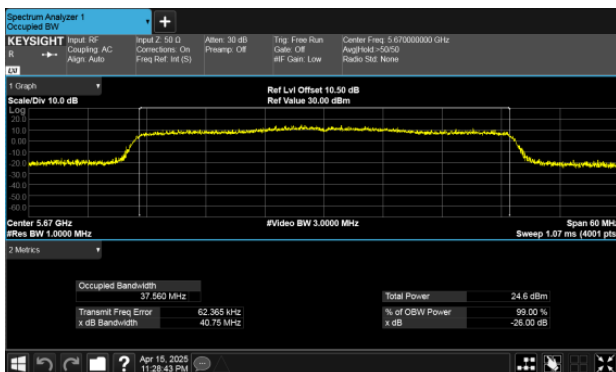 Spectrum Analyzer 1
Occupied BW
+
KEYSIGHT Input: RF Input Z: 50 Ω Atten: 30 dB Trig: Free Run Center Freq: 5.670000000 GHz
R Coupling: AC Corrections: On Preamp: Off Gate: Off Avg|Hold:>50/50
Align: Auto Freq Ref: Int (S) #IF Gain: Low Radio Std: None
LXI
1 Graph
Ref Lvl Offset 10.50 dB
Scale/Div 10.0 dB Ref Value 30.00 dBm
Log
20.0
10.0
0.00
-10.0
-20.0
-30.0
-40.0
-50.0
-60.0
Center 5.67 GHz #Video BW 3.0000 MHz Span 60 MHz
#Res BW 1.0000 MHz Sweep 1.07 ms (4001 pts
2 Metrics
Occupied Bandwidth
37.560 MHz Total Power 24.6 dBm
Transmit Freq Error 62.365 kHz % of OBW Power 99.00 %
x dB Bandwidth 40.75 MHz x dB -26.00 dB
? Apr 15, 2025
11:28:43 PM